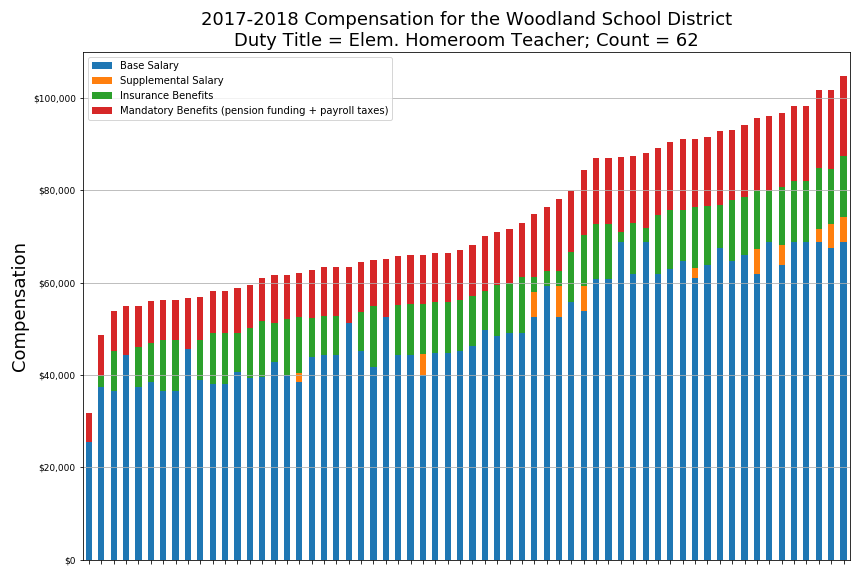 2017-2018 Compensation for the Woodland School District
Duty Title = Elem. Homeroom Teacher; Count = 62
Base Salary
Supplemental Salary
Insurance Benefits
Mandatory Benefits (pension funding + payroll taxes)
$100,000
$80,000
$60,000
$40,000
$20,000
$0
Compensation